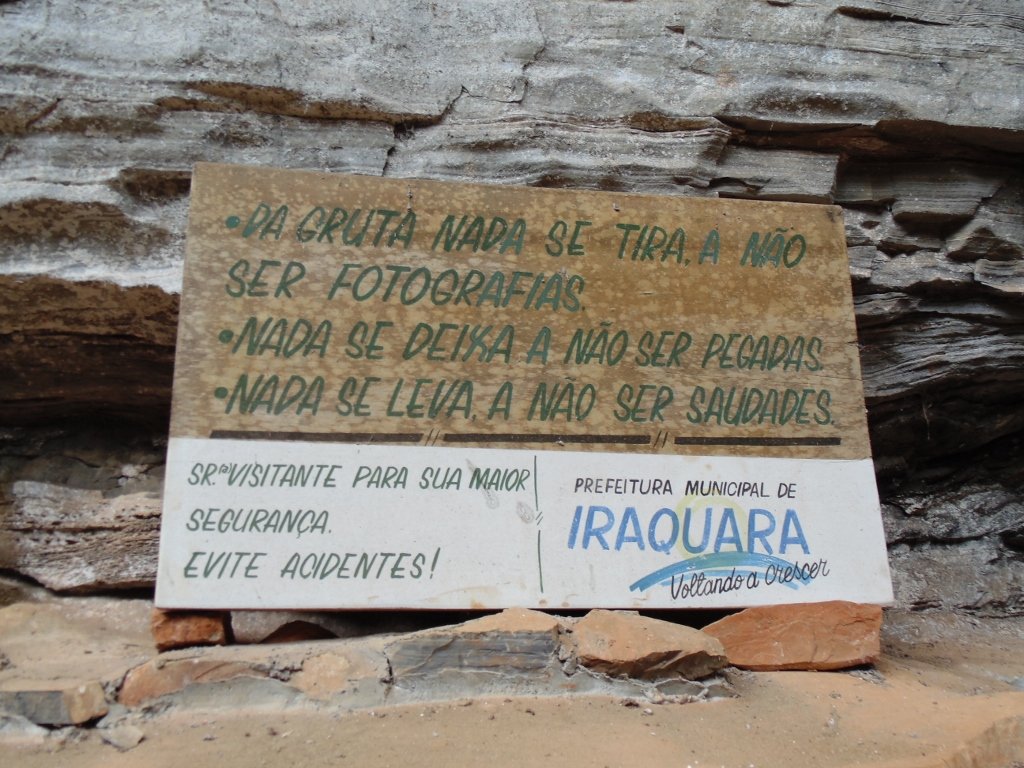 •DA GRUTA NADA SE TIRA, A NÃO
SER FOTOGRAFIAS.
•NADA SE DEIXA A NÃO SER PEGADAS.
•NADA SE LEVA, A NÃO SER SAUDADES.
SR.ª VISITANTE PARA SUA MAIOR
SEGURANÇA.
EVITE ACIDENTES!
PREFEITURA MUNICIPAL DE
IRAQUARA
Voltando a crescer